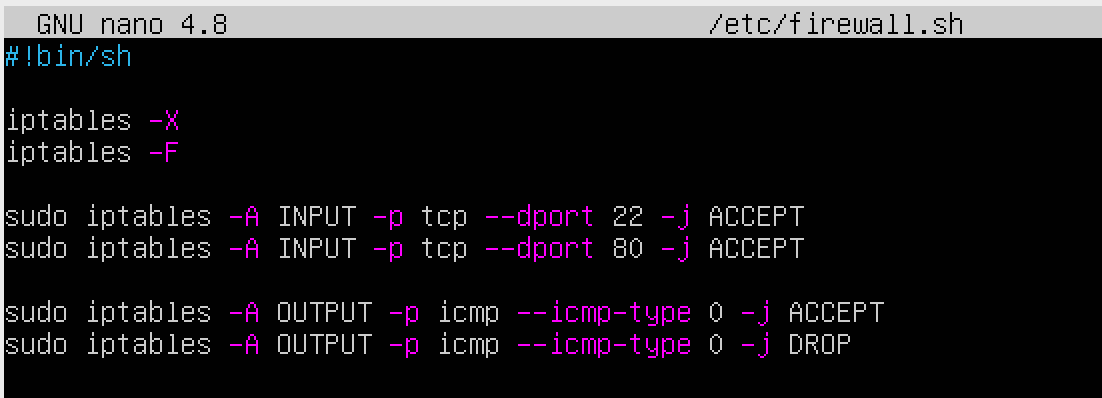 GNU nano 4.8 /etc/firewall.sh
#!bin/sh
iptables -X
iptables -F
sudo iptables -A INPUT -p tcp --dport 22 -j ACCEPT
sudo iptables -A INPUT -p tcp --dport 80 -j ACCEPT
sudo iptables -A OUTPUT -p icmp --icmp-type 0 -j ACCEPT
sudo iptables -A OUTPUT -p icmp --icmp-type 0 -j DROP